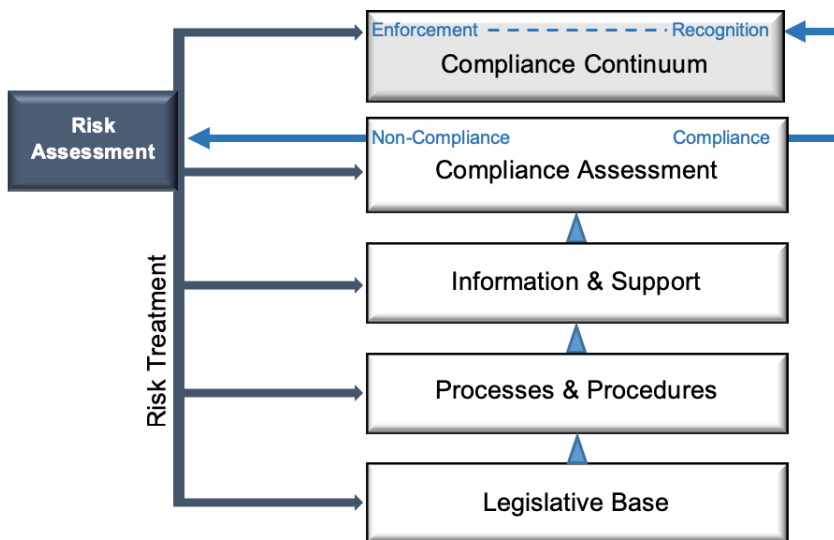 Enforcement Recognition
Compliance Continuum
Risk
Assessment
Non-Compliance Compliance
Compliance Assessment
Information & Support
Risk Treatment
Processes & Procedures
Legislative Base